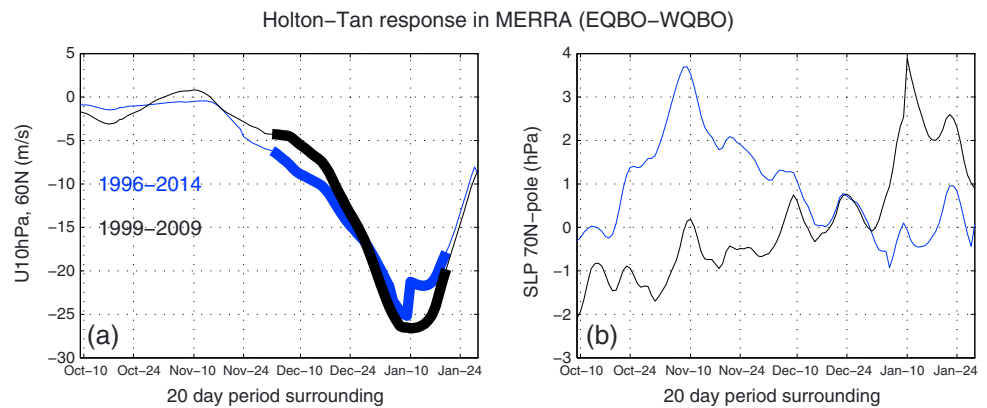 Holton−Tan response in MERRA (EQBO−WQBO)
U10hPa, 60N (m/s)
5
0
−5
−10
−15
−20
−25
−30
1996−2014
1999−2009
(a)
Oct−10 Oct−24 Nov−10 Nov−24 Dec−10 Dec−24 Jan−10 Jan−24
20 day period surrounding
SLP 70N−pole (hPa)
4
3
2
1
0
−1
−2
−3
(b)
Oct−10 Oct−24 Nov−10 Nov−24 Dec−10 Dec−24 Jan−10 Jan−24
20 day period surrounding